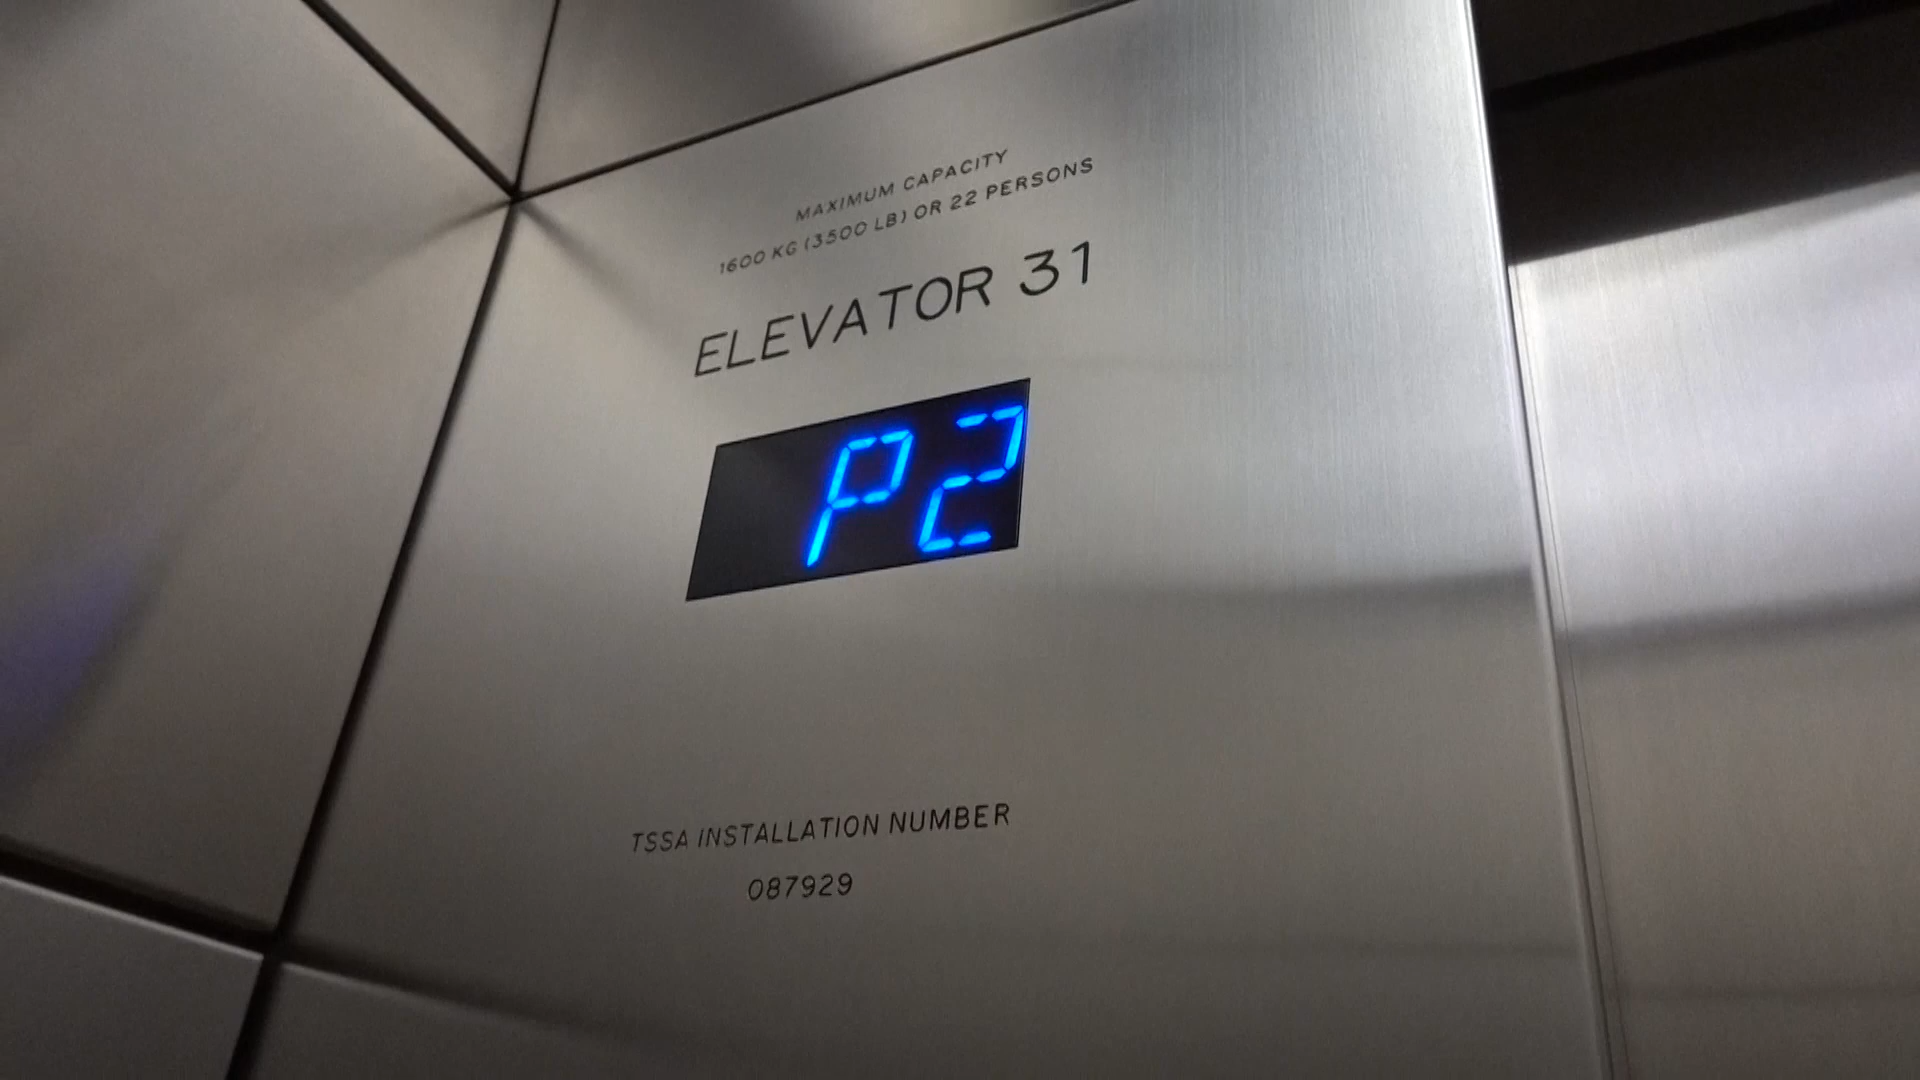 MAXIMUM CAPACITY
1600 KG (3500 LB) OR 22 PERSONS
ELEVATOR 31
P2
TSSA INSTALLATION NUMBER
087929